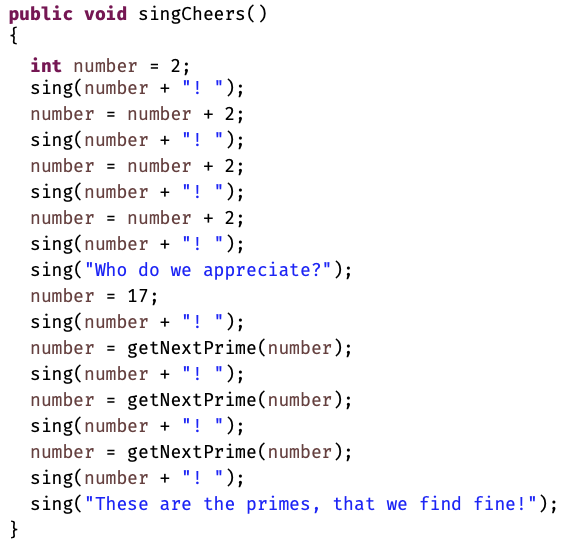 public void singCheers()
{
int number = 2;
sing(number + "! ");
number = number + 2;
sing(number + "! ");
number = number + 2;
sing(number + "! ");
number = number + 2;
sing(number + "! ");
sing("Who do we appreciate?");
number = 17;
sing(number + "! ");
number = getNextPrime(number);
sing(number + "! ");
number = getNextPrime(number);
sing(number + "! ");
number = getNextPrime(number);
sing(number + "! ");
sing("These are the primes, that we find fine!");
}